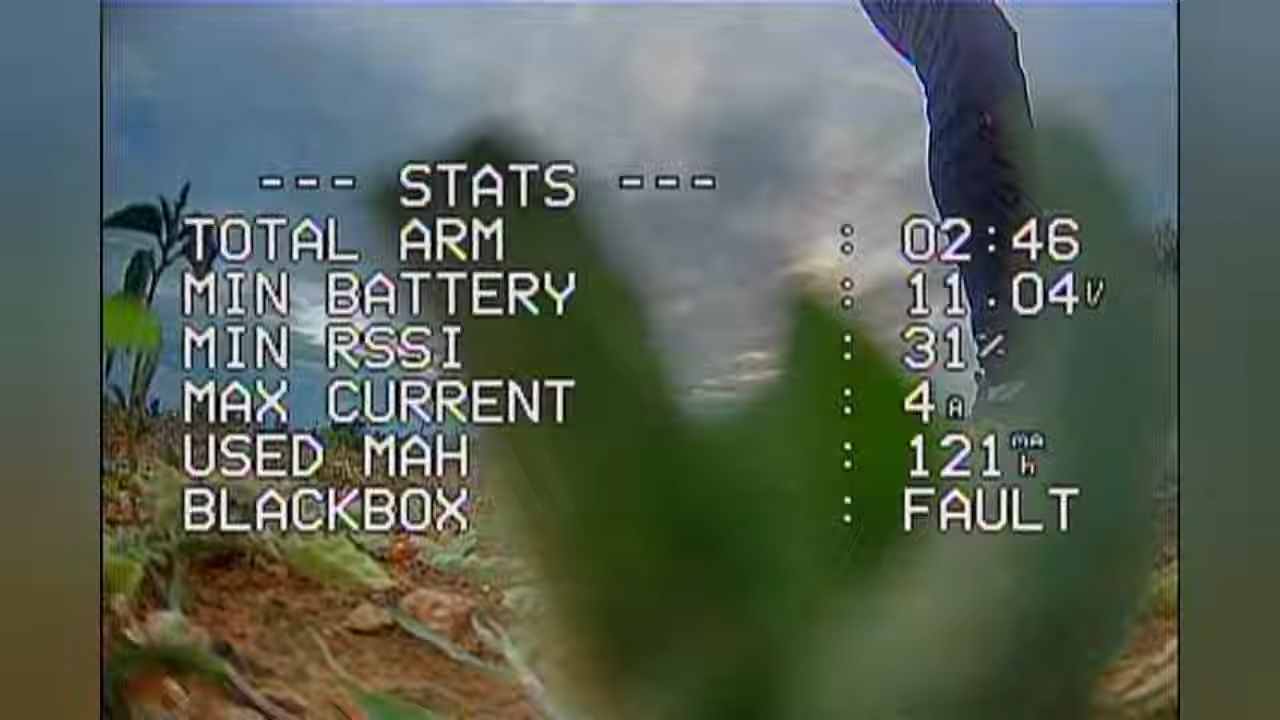 --- STATS ---
TOTAL ARM : 02:46
MIN BATTERY : 11.04V
MIN RSSI : 31%
MAX CURRENT : 4A
USED MAH : 121mAh
BLACKBOX : FAULT